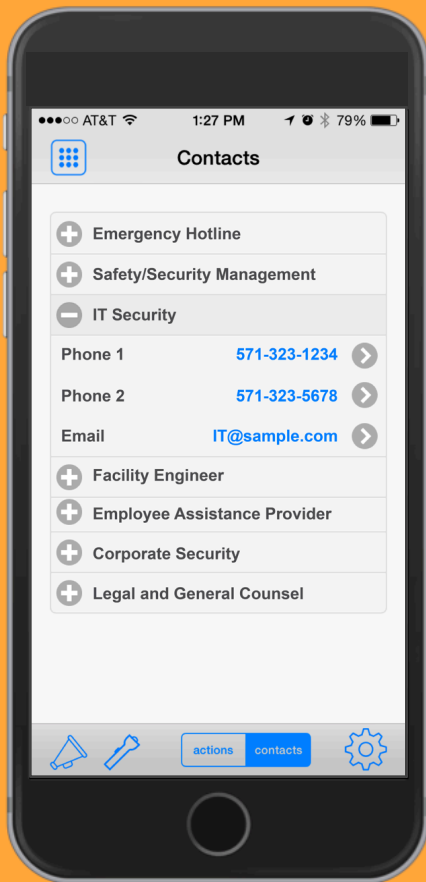 AT&T 1:27 PM 79%
Contacts
Emergency Hotline
Safety/Security Management
IT Security
Phone 1 571-323-1234
Phone 2 571-323-5678
Email IT@sample.com
Facility Engineer
Employee Assistance Provider
Corporate Security
Legal and General Counsel
actions contacts